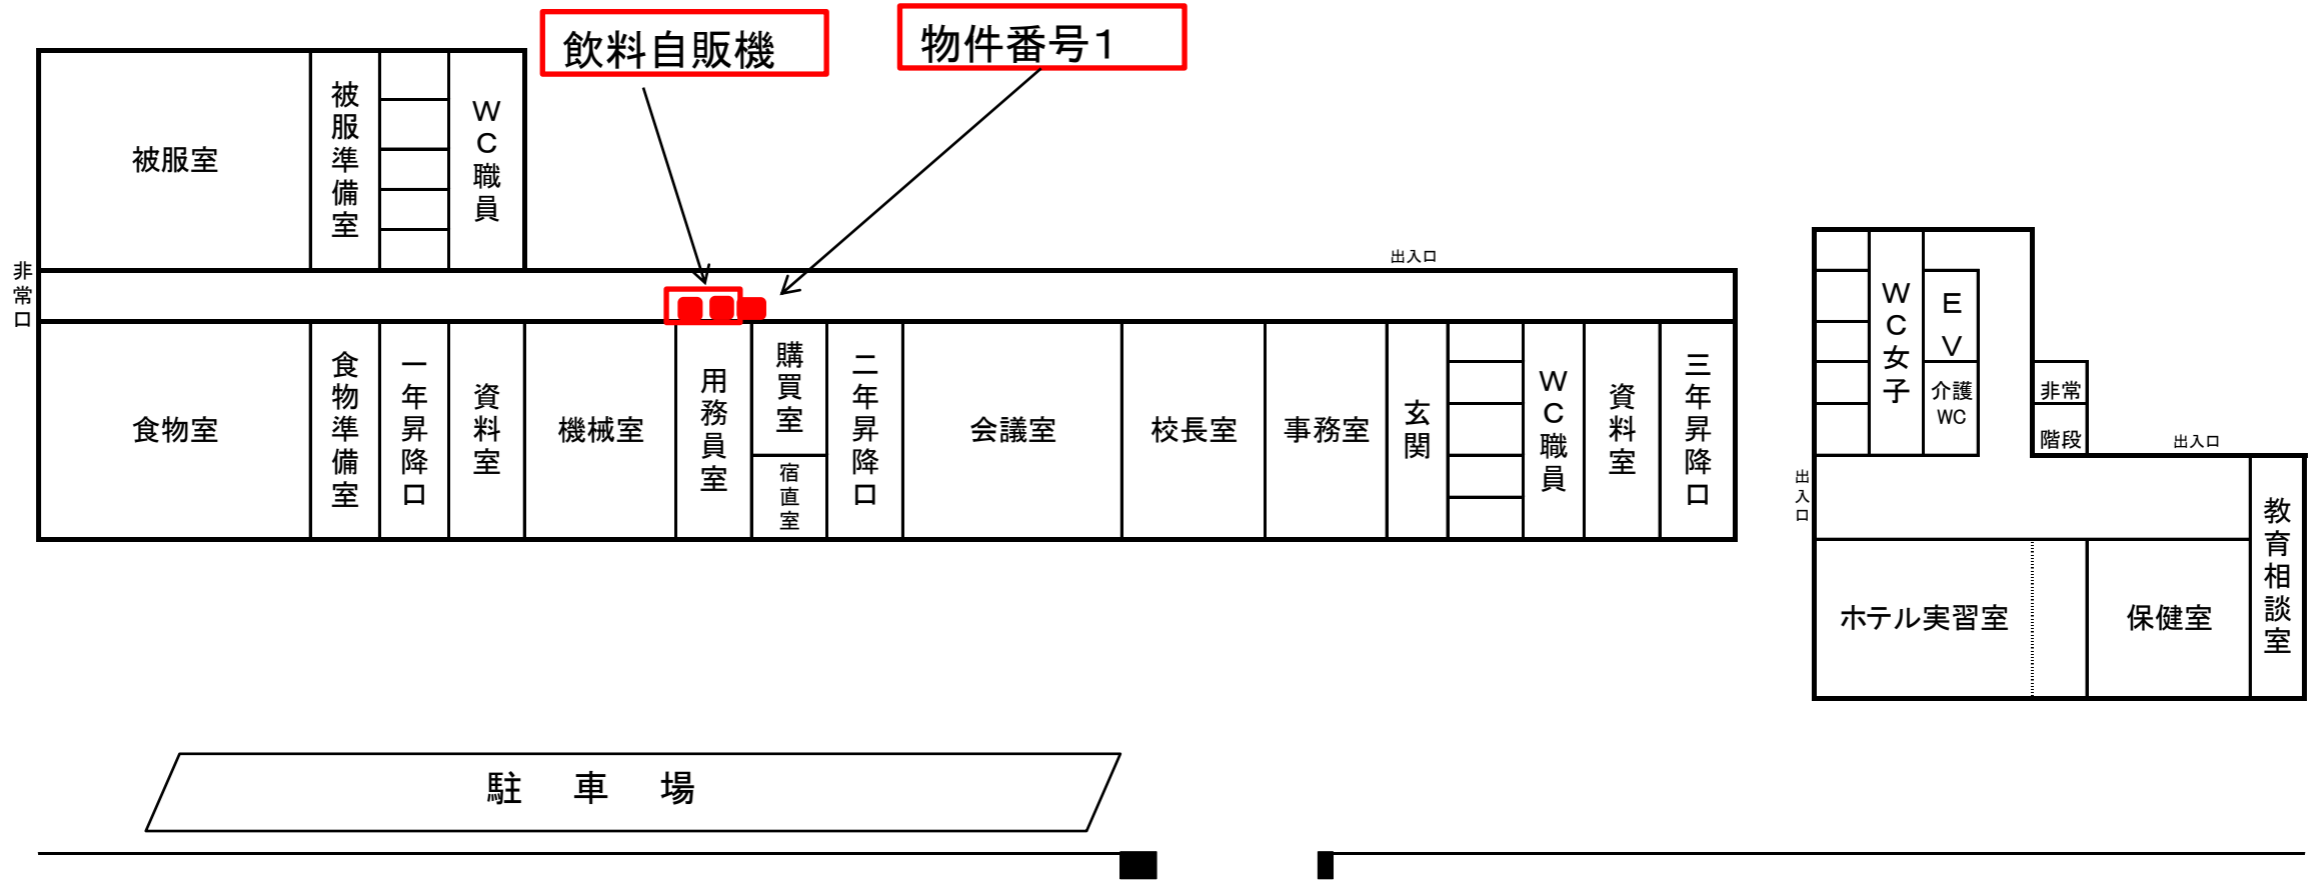 飲料自販機
物件番号1
被服室
被服準備室
WC職員
非常口
出入口
食物室
食物準備室
一年昇降口
資料室
機械室
用務員室
購買室
宿直室
二年昇降口
会議室
校長室
事務室
玄関
WC職員
資料室
三年昇降口
WC女子
EV
介護
WC
非常
階段
出入口
出入口
ホテル実習室
保健室
教育相談室
駐 車 場